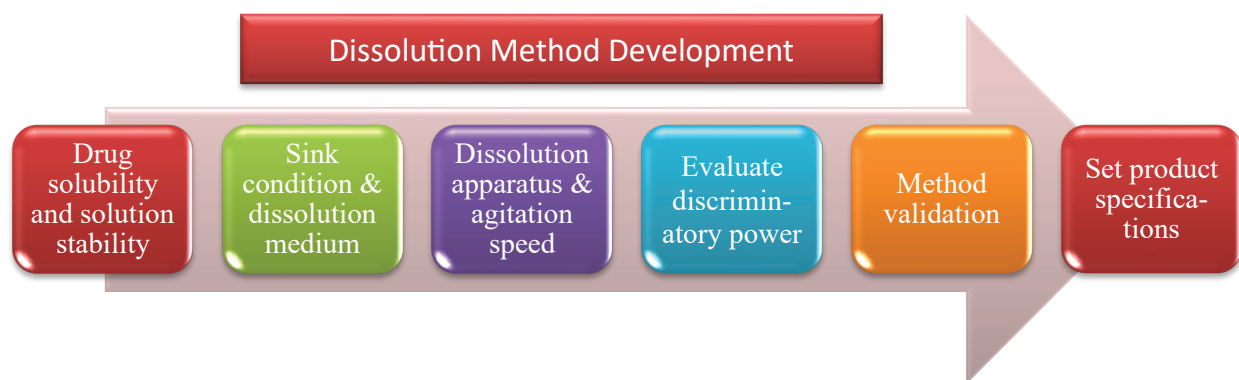 Dissolution Method Development
Drug
solubility
and solution
stability
Sink
condition &
dissolution
medium
Dissolution
apparatus &
agitation
speed
Evaluate
discrimin-
atory power
Method
validation
Set product
specifica-
tions